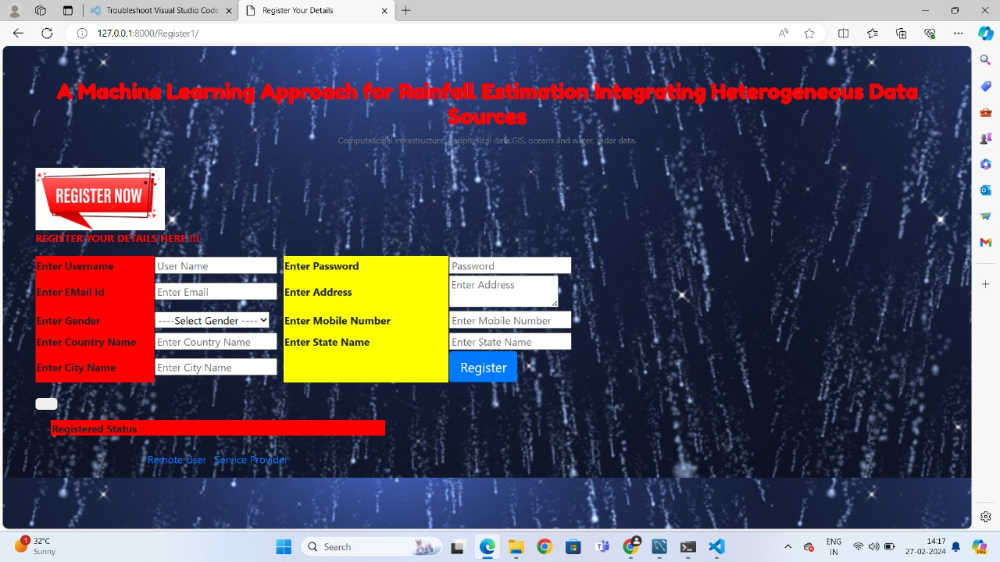 Troubleshoot Terminal launch fail
Register Details
127.0.0.1:8000/Register1/
A Machine Learning Approach for Rainfall Estimation Integrating Heterogeneous Data
Sources
Computational infrastructure, geophysical data,GIS, oceans and water, radar data.
REGISTER NOW
REGISTER YOUR DETAILS HERE !!!
Enter Username User Name Enter Password Password
Enter EMail Id Enter Email Enter Address Enter Address
Enter Gender ----Select Gender ---- Enter Mobile Number Enter Mobile Number
Enter Country Name Enter Country Name Enter State Name Enter State Name
Enter City Name Enter City Name Register
Registered Status ::
Remote User Service Provider
1 32°C
Sunny
Search
ENG
IN
14:17
27-02-2024
PRE